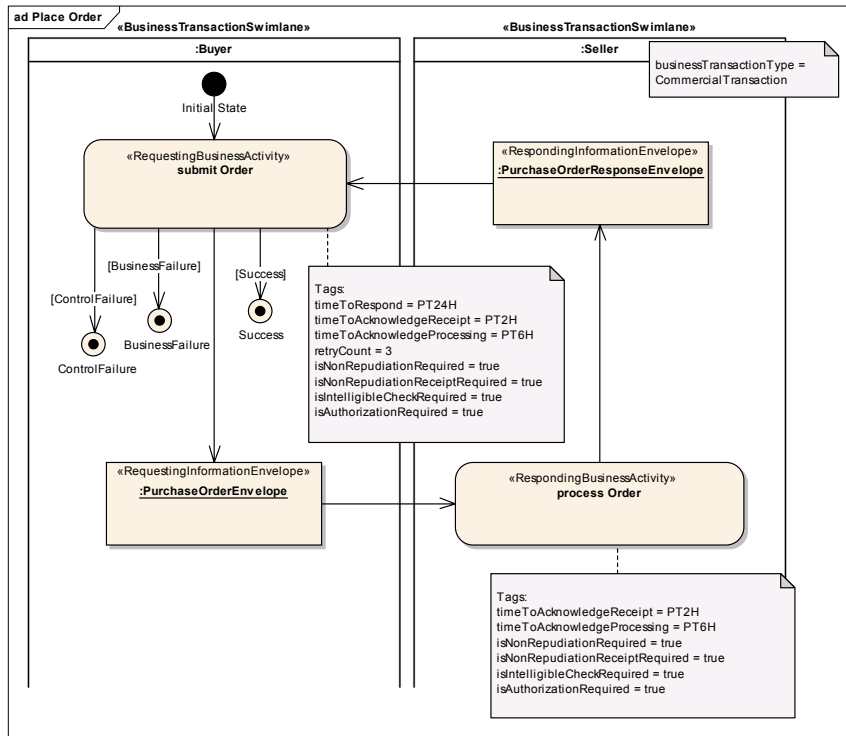 ad Place Order
«BusinessTransactionSwimlane»
:Buyer
«BusinessTransactionSwimlane»
:Seller
businessTransactionType =
CommercialTransaction
Initial State
«RequestingBusinessActivity»
submit Order
«RespondingInformationEnvelope»
:PurchaseOrderResponseEnvelope
[ControlFailure]
[BusinessFailure]
[Success]
ControlFailure
BusinessFailure
Success
Tags:
timeToRespond = PT24H
timeToAcknowledgeReceipt = PT2H
timeToAcknowledgeProcessing = PT6H
retryCount = 3
isNonRepudiationRequired = true
isNonRepudiationReceiptRequired = true
isIntelligibleCheckRequired = true
isAuthorizationRequired = true
«RequestingInformationEnvelope»
:PurchaseOrderEnvelope
«RespondingBusinessActivity»
process Order
Tags:
timeToAcknowledgeReceipt = PT2H
timeToAcknowledgeProcessing = PT6H
isNonRepudiationRequired = true
isNonRepudiationReceiptRequired = true
isIntelligibleCheckRequired = true
isAuthorizationRequired = true